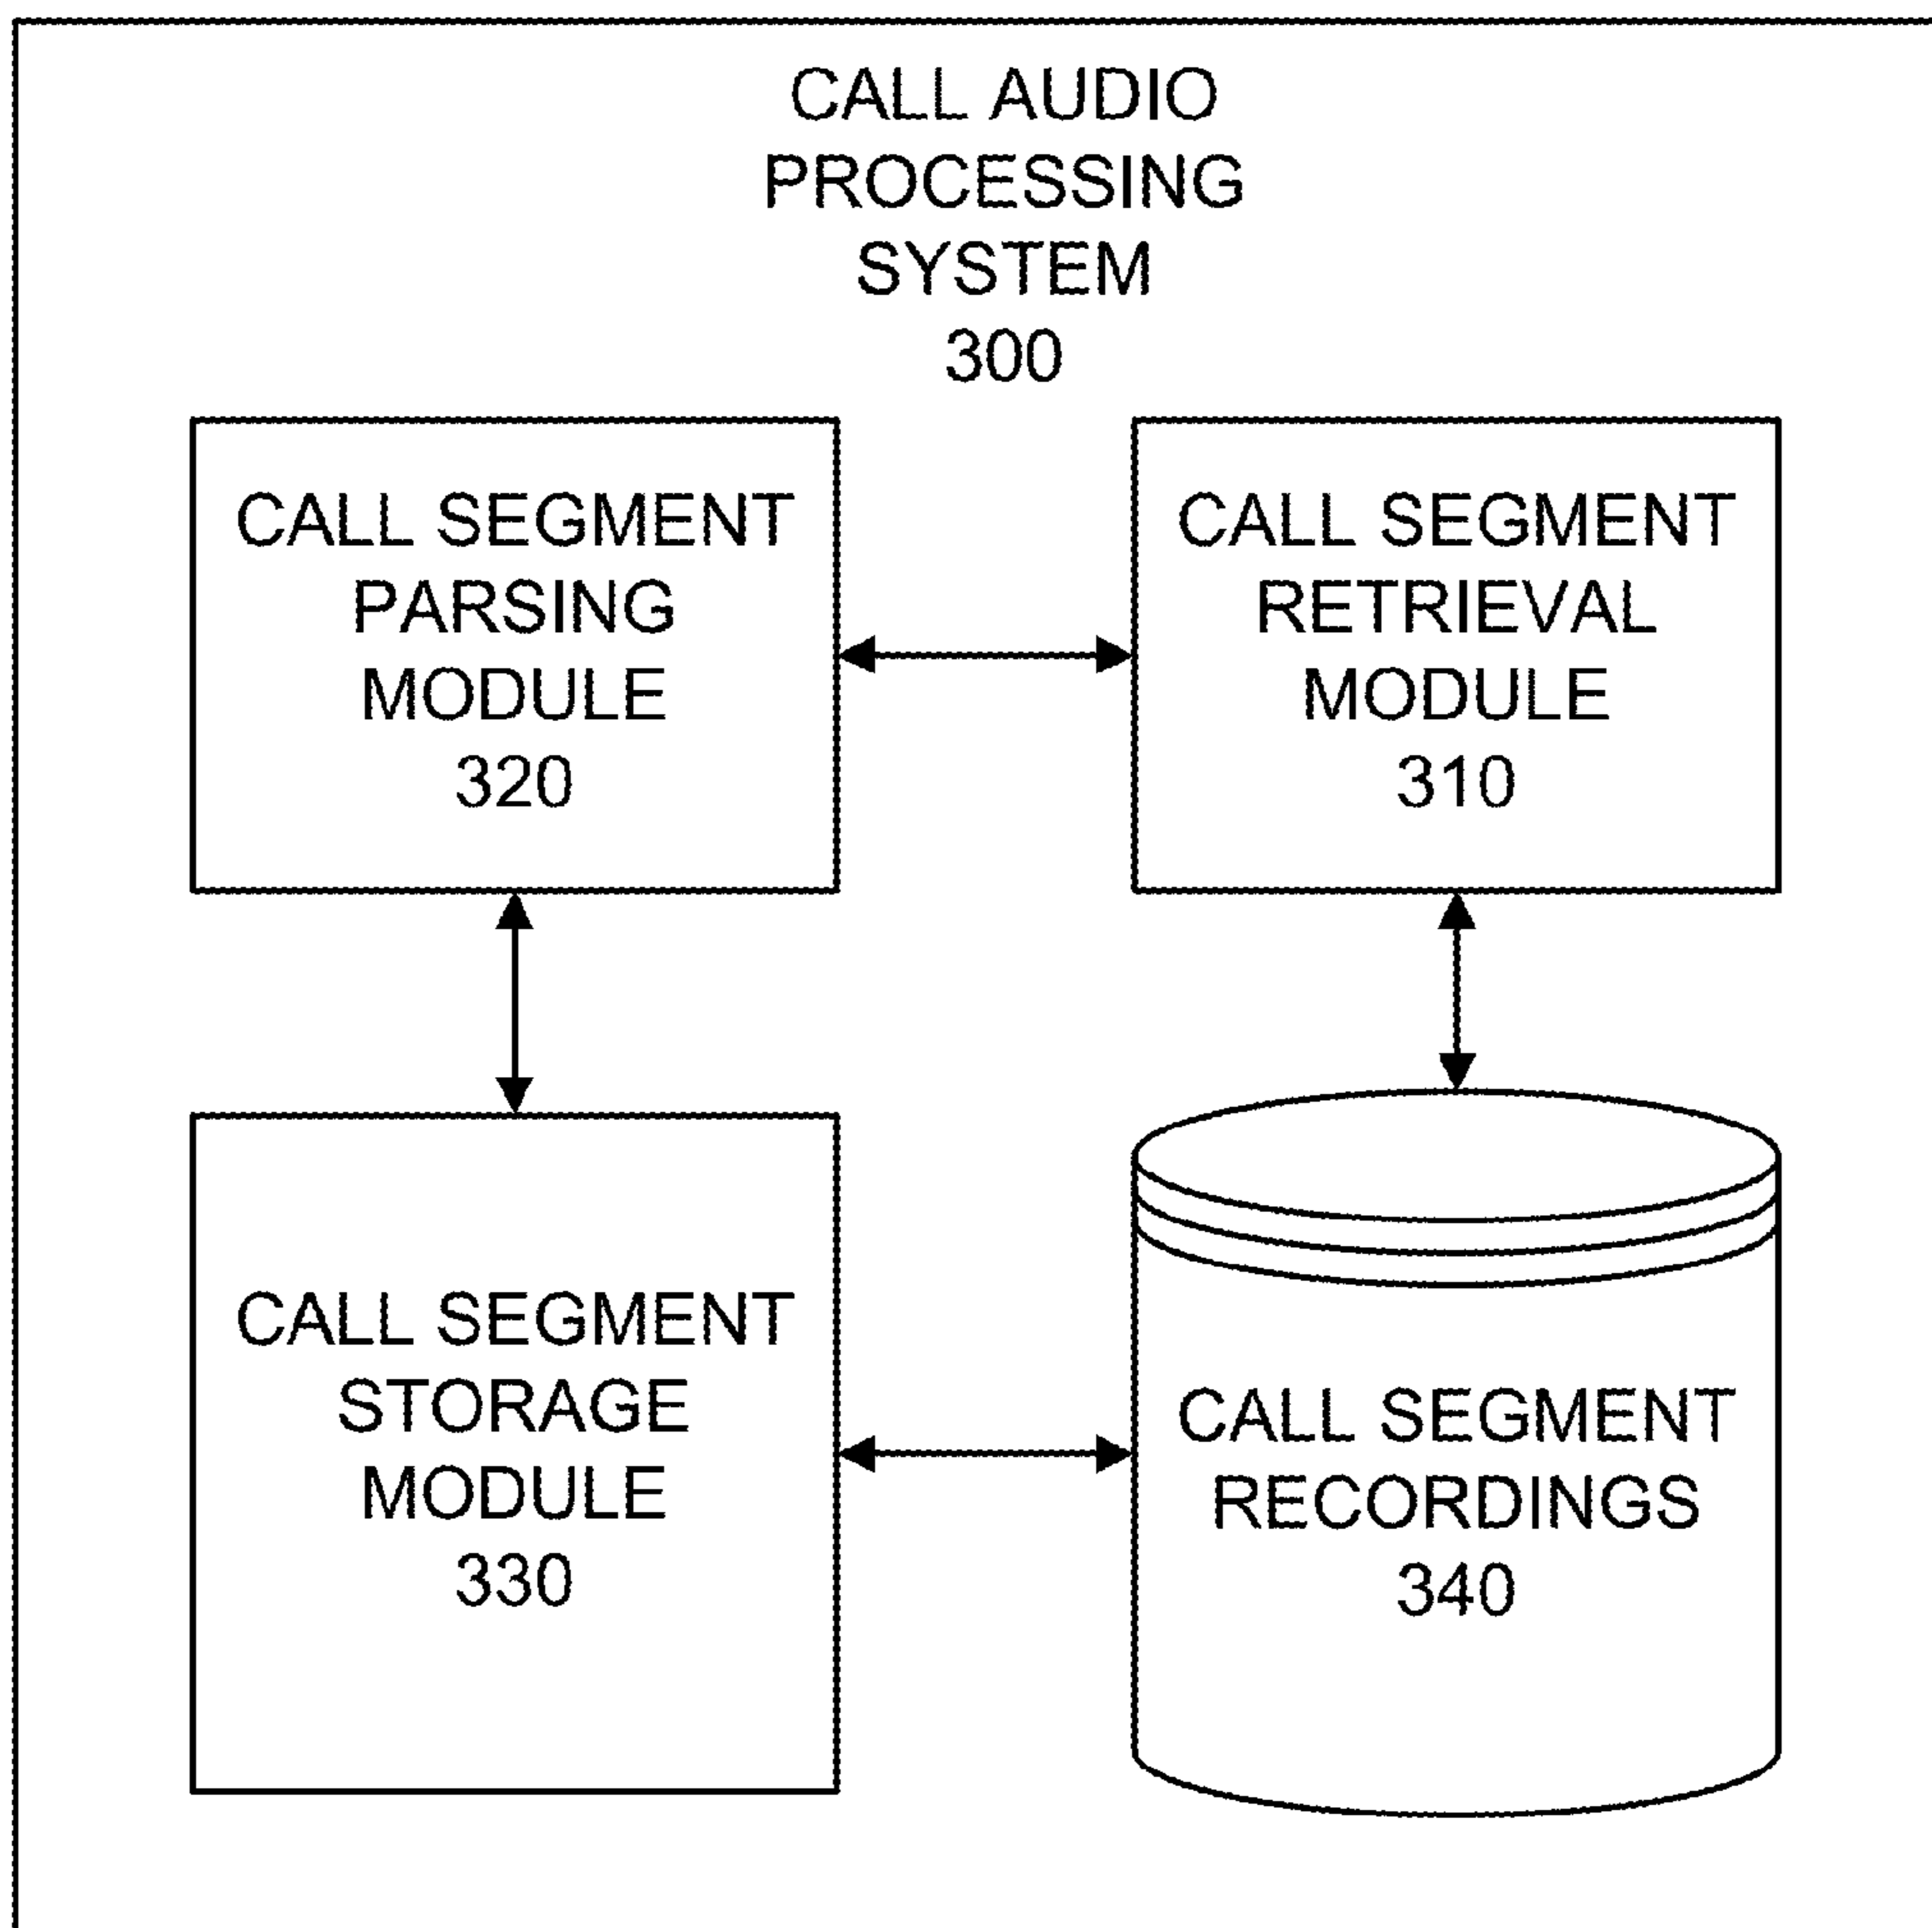 CALL AUDIO
PROCESSING
SYSTEM
300
CALL SEGMENT
PARSING
MODULE
320
CALL SEGMENT
RETRIEVAL
MODULE
310
CALL SEGMENT
STORAGE
MODULE
330
CALL SEGMENT
RECORDINGS
340